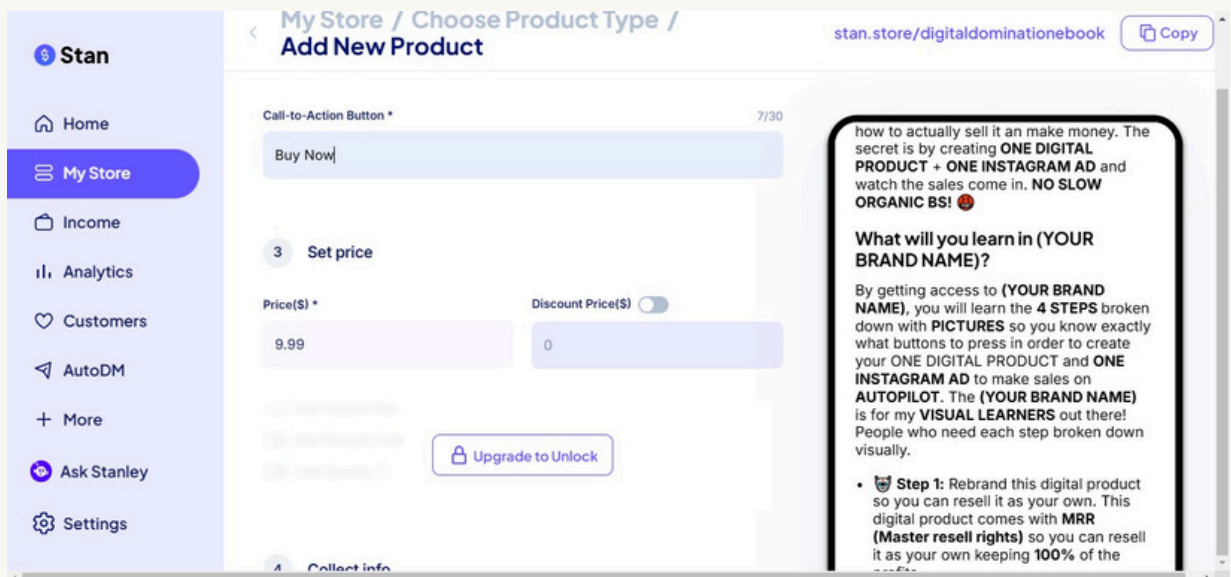 Stan
Home
My Store
Income
Analytics
Customers
AutoDM
More
Ask Stanley
Settings
My Store / Choose Product Type /
Add New Product
stan.store/digitaldominationebook
Copy
Call-to-Action Button *
7/30
Buy Now
3 Set price
Price($) *
Discount Price($)
9.99
0
Upgrade to Unlock
4 Collect info
how to actually sell it an make money. The
secret is by creating ONE DIGITAL
PRODUCT + ONE INSTAGRAM AD and
watch the sales come in. NO SLOW
ORGANIC BS! 🤬
What will you learn in (YOUR
BRAND NAME)?
By getting access to (YOUR BRAND
NAME), you will learn the 4 STEPS broken
down with PICTURES so you know exactly
what buttons to press in order to create
your ONE DIGITAL PRODUCT and ONE
INSTAGRAM AD to make sales on
AUTOPILOT. The (YOUR BRAND NAME)
is for my VISUAL LEARNERS out there!
People who need each step broken down
visually.
• Step 1: Rebrand this digital product
so you can resell it as your own. This
digital product comes with MRR
(Master resell rights) so you can resell
it as your own keeping 100% of the